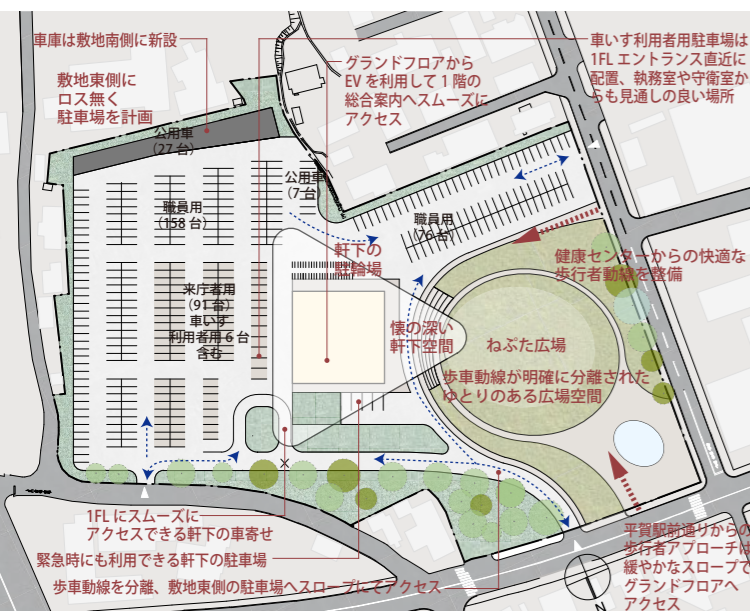 車庫は敷地南側に新設
敷地東側に
ロス無く
駐車場を計画
グランドフロアから
EVを利用して1階の
総合案内へスムーズに
アクセス
車いす利用者用駐車場は
1FLエントランス直近に
配置、執務室や守衛室か
らも見通しの良い場所
公用車
(27台)
公用車
(7台)
職員用
(158台)
職員用
(76台)
軒下の
駐輪場
健康センターからの快適な
歩行者動線を整備
来庁者用
(91台)
車いす
利用者用6台
含む
懐の深い
軒下空間
ねぷた広場
歩車動線が明確に分離された
ゆとりのある広場空間
1FLにスムーズに
アクセスできる軒下の車寄せ
緊急時にも利用できる軒下の駐車場
歩車動線を分離、敷地東側の駐車場へスロープにてアクセス
平賀駅前通りからの
歩行者アプローチは
緩やかなスロープで
グランドフロアへ
アクセス
N